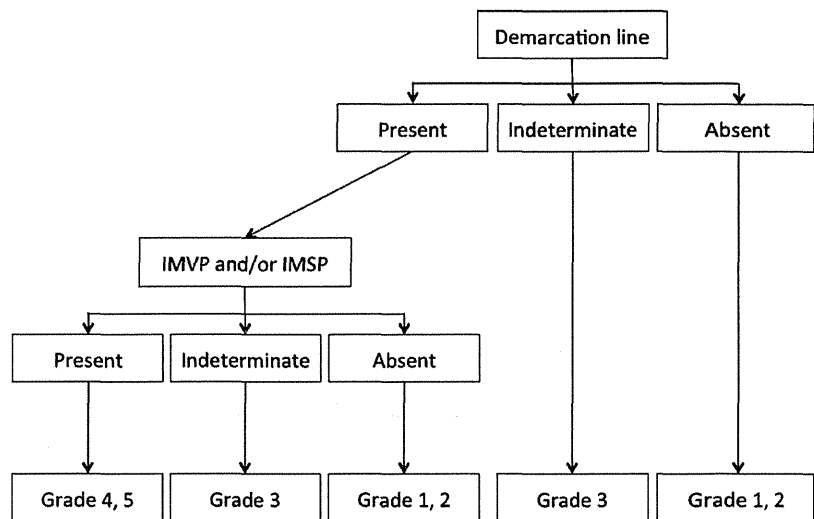 Demarcation line
Present
Indeterminate
Absent
IMVP and/or IMSP
Present
Indeterminate
Absent
Grade 4, 5
Grade 3
Grade 1, 2
Grade 3
Grade 1, 2